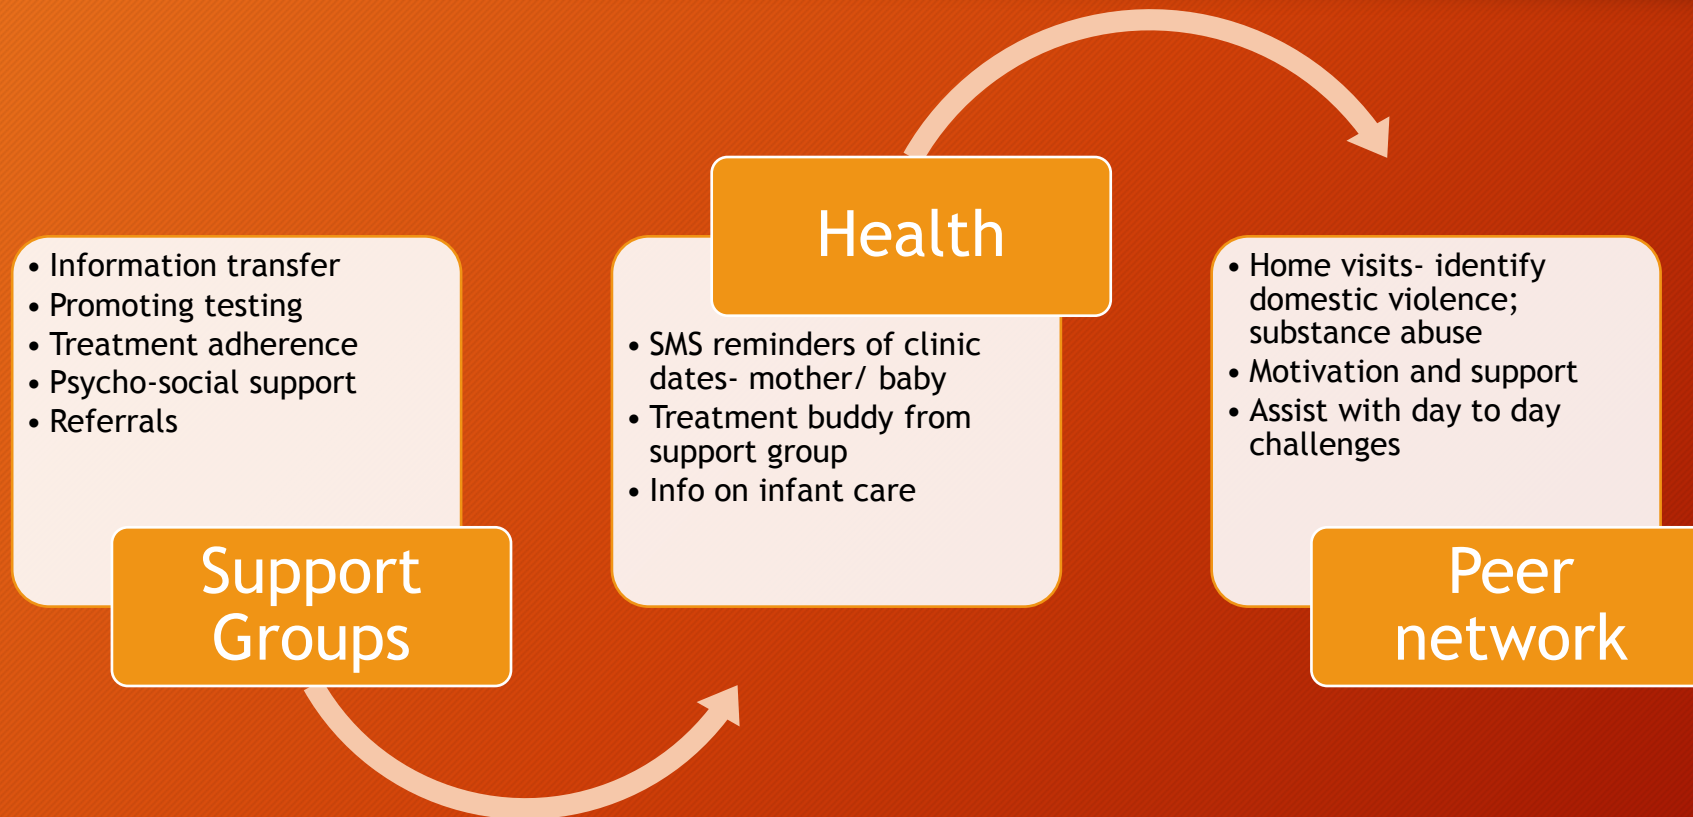 • Information transfer
• Promoting testing
• Treatment adherence
• Psycho-social support
• Referrals
Support
Groups
Health
• SMS reminders of clinic
dates- mother/ baby
• Treatment buddy from
support group
• Info on infant care
• Home visits- identify
domestic violence;
substance abuse
• Motivation and support
• Assist with day to day
challenges
Peer
network